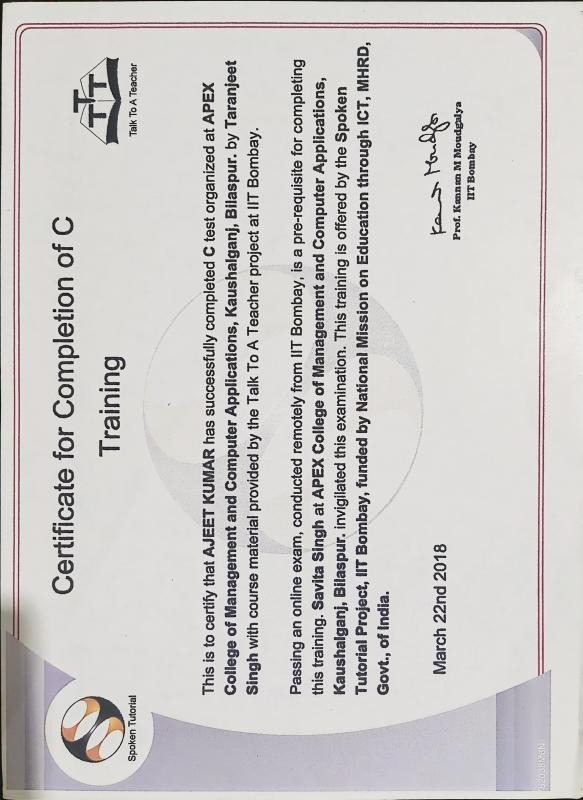 Spoken Tutorial
Certificate for Completion of C
Training
TTT
Talk To A Teacher
This is to certify that AJEET KUMAR has successfully completed C test organized at APEX
College of Management and Computer Applications, Kaushalganj, Bilaspur. by Taranjeet
Singh with course material provided by the Talk To A Teacher project at IIT Bombay.
Passing an online exam, conducted remotely from IIT Bombay, is a pre-requisite for completing
this training. Savita Singh at APEX College of Management and Computer Applications,
Kaushalganj, Bilaspur. invigilated this examination. This training is offered by the Spoken
Tutorial Project, IIT Bombay, funded by National Mission on Education through ICT, MHRD,
Govt., of India.
March 22nd 2018
Prof. Kannan M Moudgalya
IIT Bombay